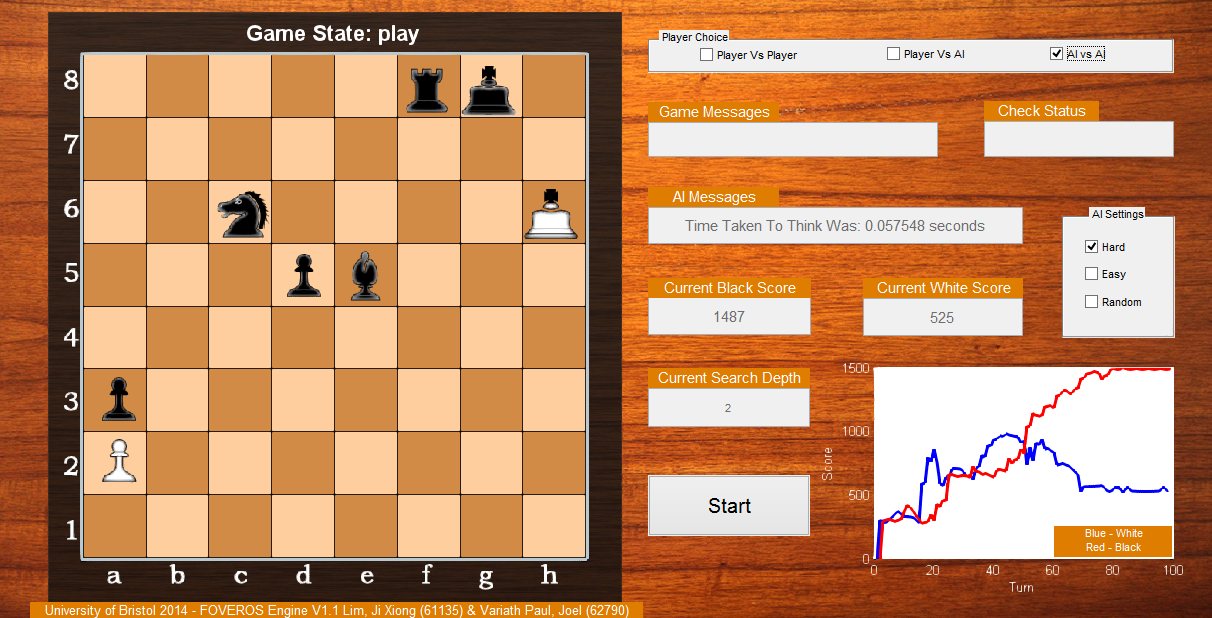 Game State: play
8
7
6
5
4
3
2
1
a b c d e f g h
University of Bristol 2014 - FOVEROS Engine V1.1 Lim, Ji Xiong (61135) & Variath Paul, Joel (62790)
Player Choice
Player Vs Player
Player Vs AI
AI vs AI
Game Messages
Check Status
AI Messages
Time Taken To Think Was: 0.057548 seconds
AI Settings
Hard
Easy
Random
Current Black Score
1487
Current White Score
525
Current Search Depth
2
Start
1500
1000
500
0
Score
Blue - White
Red - Black
0 20 40 60 80 100
Turn